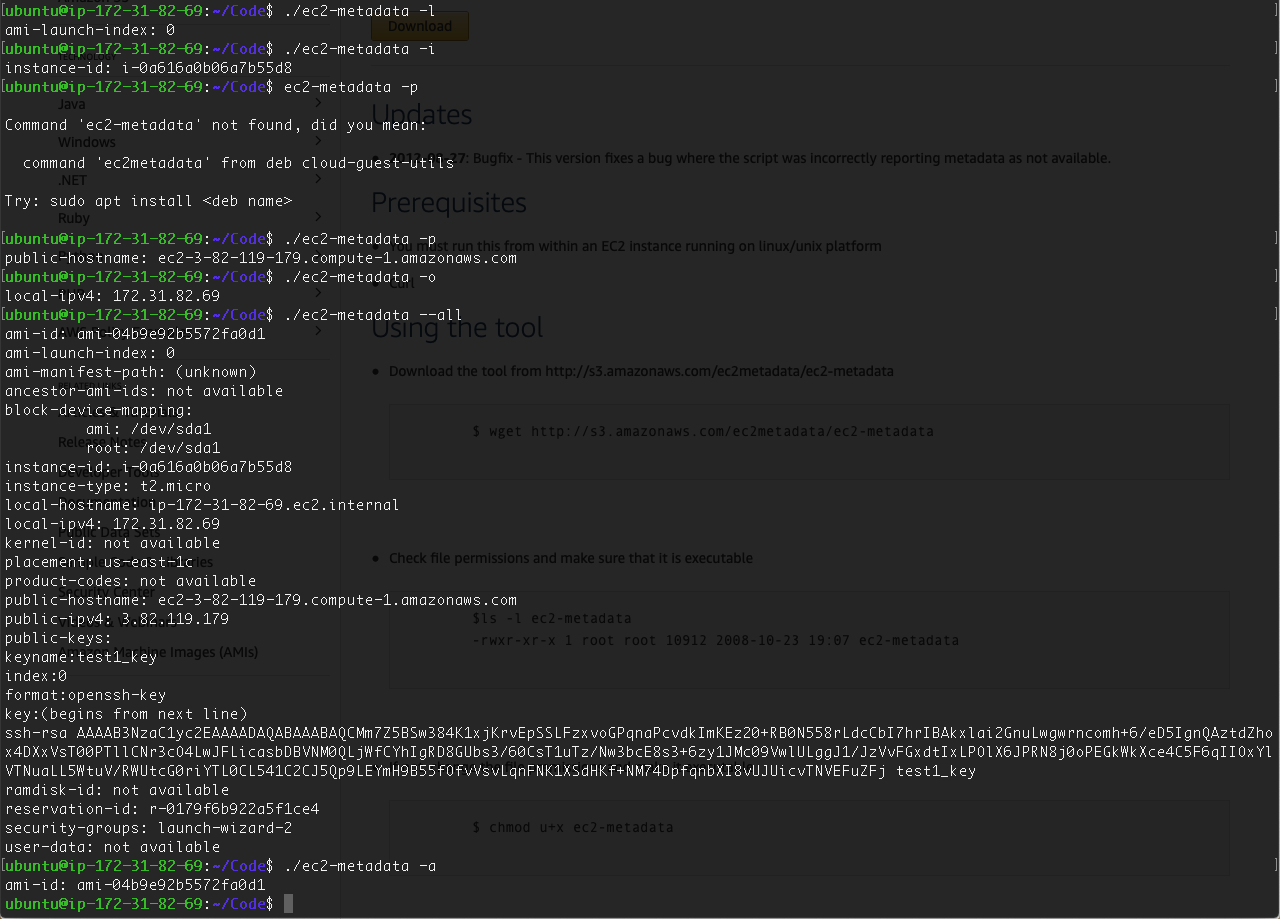 [ubuntu@ip-172-31-82-69:~/Code$ ./ec2-metadata -l ]
ami-launch-index: 0
[ubuntu@ip-172-31-82-69:~/Code$ ./ec2-metadata -i ]
instance-id: i-0a616a0b06a7b55d8
[ubuntu@ip-172-31-82-69:~/Code$ ec2-metadata -p ]
Command 'ec2-metadata' not found, did you mean:
command 'ec2metadata' from deb cloud-guest-utils
Try: sudo apt install <deb name>
[ubuntu@ip-172-31-82-69:~/Code$ ./ec2-metadata -p ]
public-hostname: ec2-3-82-119-179.compute-1.amazonaws.com
[ubuntu@ip-172-31-82-69:~/Code$ ./ec2-metadata -o ]
local-ipv4: 172.31.82.69
[ubuntu@ip-172-31-82-69:~/Code$ ./ec2-metadata --all ]
ami-id: ami-04b9e92b5572fa0d1
ami-launch-index: 0
ami-manifest-path: (unknown)
ancestor-ami-ids: not available
block-device-mapping:
ami: /dev/sda1
root: /dev/sda1
instance-id: i-0a616a0b06a7b55d8
instance-type: t2.micro
local-hostname: ip-172-31-82-69.ec2.internal
local-ipv4: 172.31.82.69
kernel-id: not available
placement: us-east-1c
product-codes: not available
public-hostname: ec2-3-82-119-179.compute-1.amazonaws.com
public-ipv4: 3.82.119.179
public-keys:
keyname:test1_key
index:0
format:openssh-key
key:(begins from next line)
ssh-rsa AAAAB3NzaC1yc2EAAAADAQABAAABAQCMm7Z5BSw384K1xjKrvEpSSLFzxvoGPqnaPcvdkImKEz20+RB0N558rLdcCbI7hrIBAkxlai2GnuLwgwrncomh+6/eD5IgnQAztdZho
x4DXxVsT00PTllCNr3cO4LwJFLicasbDBVNM0QLjWfCYhIgRD8GUbs3/60CsT1uTz/Nw3bcE8s3+6zy1JMc09VwlULggJ1/JzVvFGxdtIxLPOlX6JPRN8j0oPEGkWkXce4C5F6qIIOxYl
VTNuaLL5WtuV/RWUtcG0riYTL0CL541C2CJ5Qp9LEYmH9B55fOfvVsvLqnFNK1XSdHKf+NM74DpfqnbXI8vUJUicvTNVEFuZFj test1_key
ramdisk-id: not available
reservation-id: r-0179f6b922a5f1ce4
security-groups: launch-wizard-2
user-data: not available
[ubuntu@ip-172-31-82-69:~/Code$ ./ec2-metadata -a ]
ami-id: ami-04b9e92b5572fa0d1
ubuntu@ip-172-31-82-69:~/Code$
Download
Java
Windows
.NET
Ruby
Release Notes
Public Data Sets
Security Center
Amazon Machine Images (AMIs)
Updates
27: Bugfix - This version fixes a bug where the script was incorrectly reporting metadata as not available.
Prerequisites
You must run this from within an EC2 instance running on linux/unix platform
Curl
Using the tool
Download the tool from http://s3.amazonaws.com/ec2metadata/ec2-metadata
$ wget http://s3.amazonaws.com/ec2metadata/ec2-metadata
Check file permissions and make sure that it is executable
$ls -l ec2-metadata
-rwxr-xr-x 1 root root 10912 2008-10-23 19:07 ec2-metadata
$ chmod u+x ec2-metadata